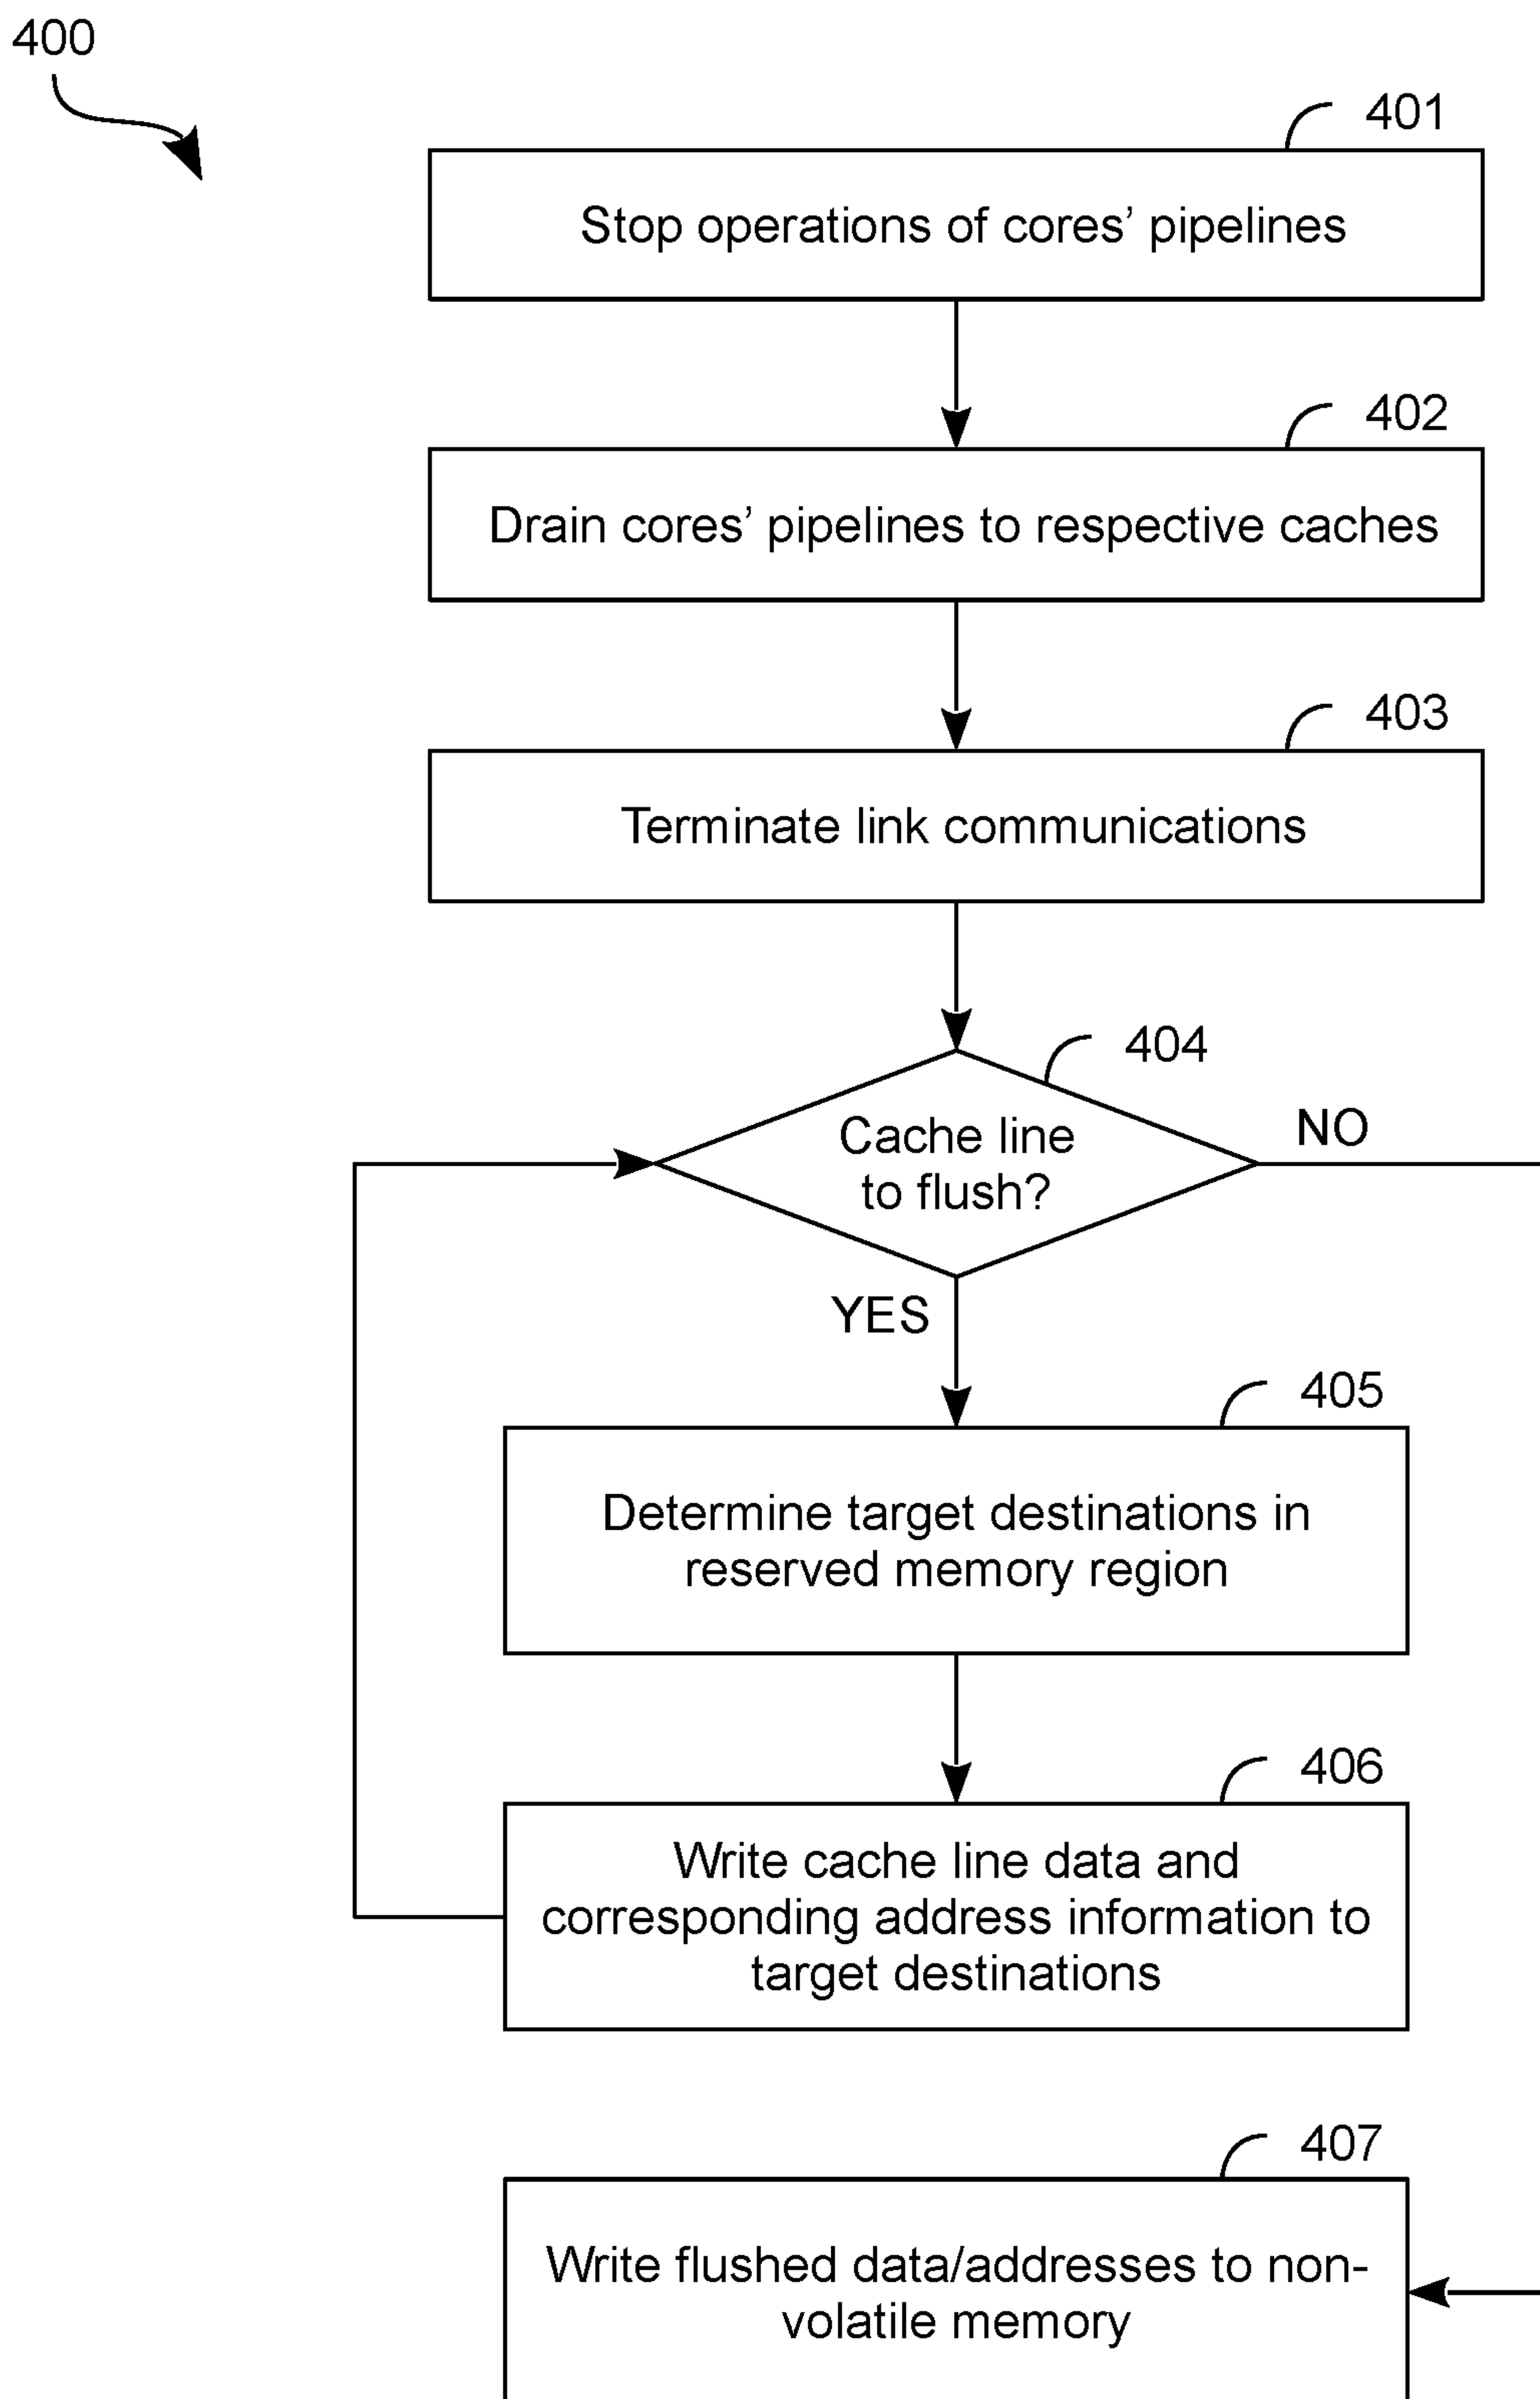 400
401
Stop operations of cores’ pipelines
402
Drain cores’ pipelines to respective caches
403
Terminate link communications
404
Cache line
to flush?
NO
YES
405
Determine target destinations in
reserved memory region
406
Write cache line data and
corresponding address information to
target destinations
407
Write flushed data/addresses to non-
volatile memory